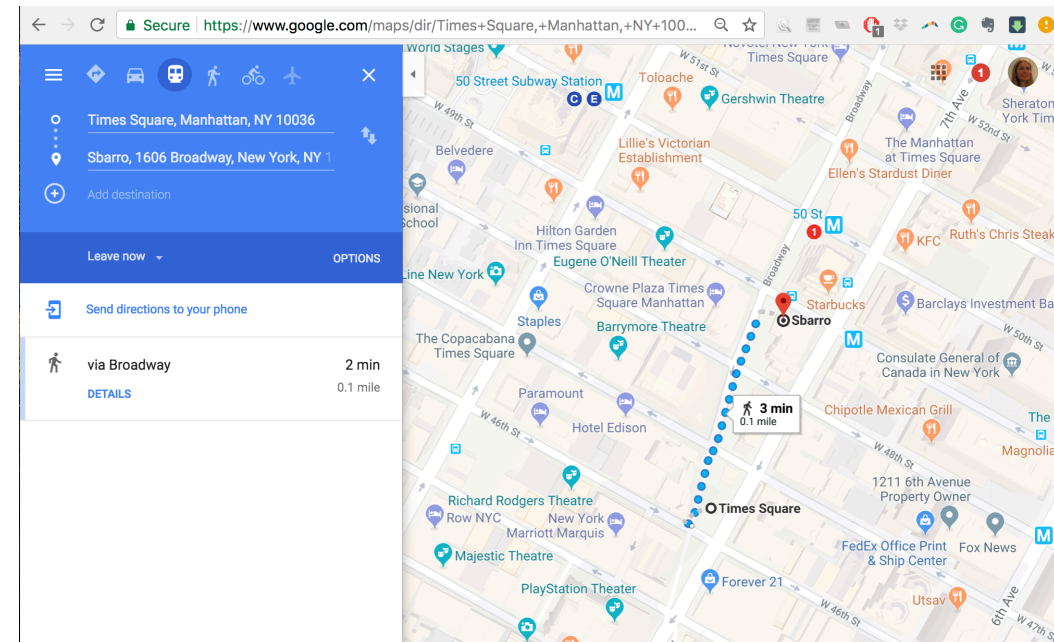 Secure
https://www.google.com/maps/dir/Times+Square,+Manhattan,+NY+100...
1
Times Square, Manhattan, NY 10036
Sbarro, 1606 Broadway, New York, NY 1
Add destination
Leave now
OPTIONS
Send directions to your phone
via Broadway
2 min
DETAILS
0.1 mile
World Stages
Novotel New York
Times Square
W 51st St
50 Street Subway Station
C E M
Toloache
Gershwin Theatre
Broadway
7th Ave
1
Sheraton
York Tim
W 52nd St
W 49th St
Belvedere
Lillie's Victorian
Establishment
The Manhattan
at Times Square
Ellen's Stardust Diner
sional
School
Hilton Garden
Inn Times Square
50 St
M
1
KFC
Ruth's Chris Steak
Eugene O'Neill Theater
Broadway
Line New York
Crowne Plaza Times
Square Manhattan
Starbucks
Barclays Investment Ba
Staples
Sbarro
Barrymore Theatre
M
W 50th St
The Copacabana
Times Square
Consulate General of
Canada in New York
Paramount
3 min
0.1 mile
Chipotle Mexican Grill
The
Magnolia
W 46th St
Hotel Edison
W 48th St
1211 6th Avenue
Property Owner
Richard Rodgers Theatre
Times Square
Row NYC
New York
Marriott Marquis
M
FedEx Office Print
& Ship Center
Fox News
Majestic Theatre
PlayStation Theater
Forever 21
Utsav
W 46th St
6th Ave
W 47th St